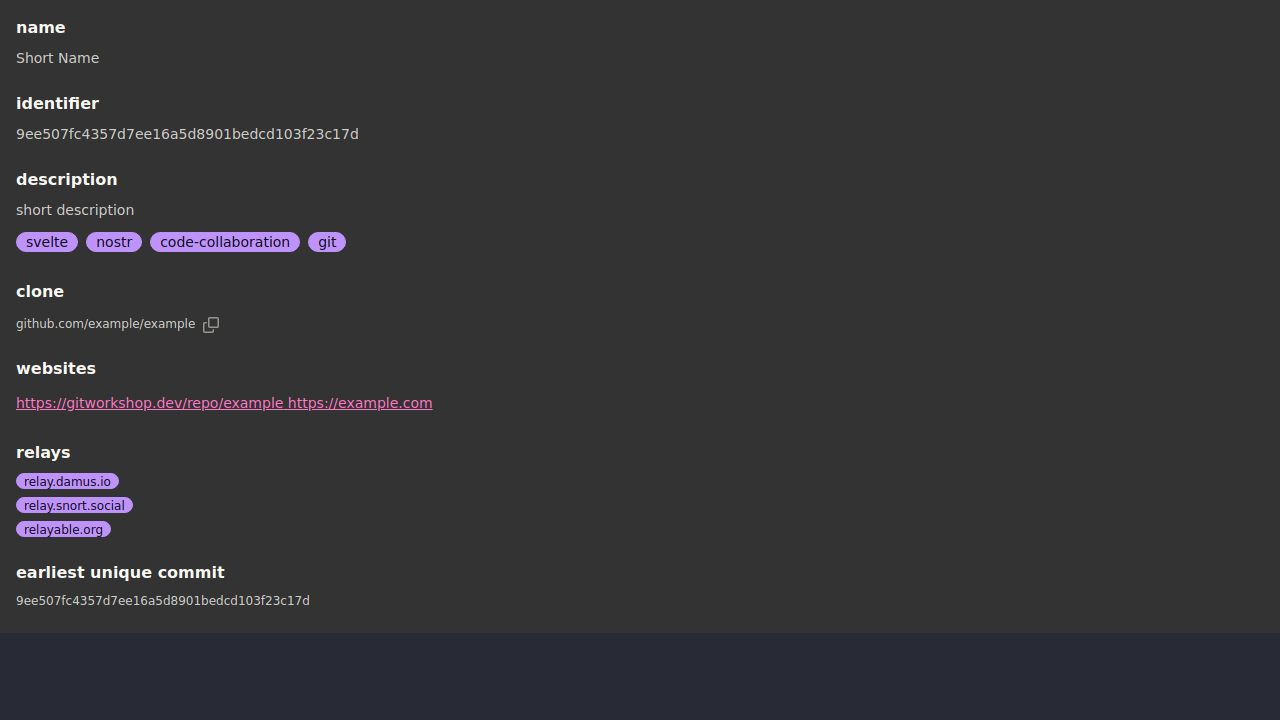 name
Short Name
identifier
9ee507fc4357d7ee16a5d8901bedcd103f23c17d
description
short description
svelte nostr code-collaboration git
clone
github.com/example/example
websites
https://gitworkshop.dev/repo/example https://example.com
relays
relay.damus.io
relay.snort.social
relayable.org
earliest unique commit
9ee507fc4357d7ee16a5d8901bedcd103f23c17d